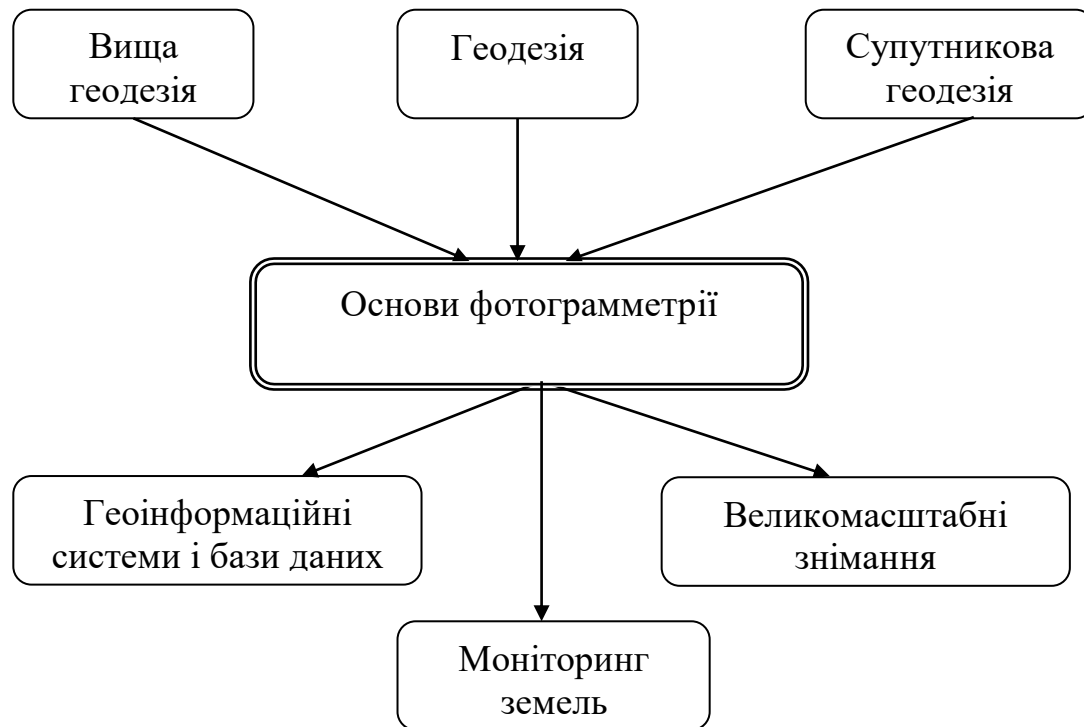 Вища
геодезія
Геодезія
Супутникова
геодезія
Основи фотограмметрії
Геоінформаційні
системи і бази даних
Великомасштабні
знімання
Моніторинг
земель